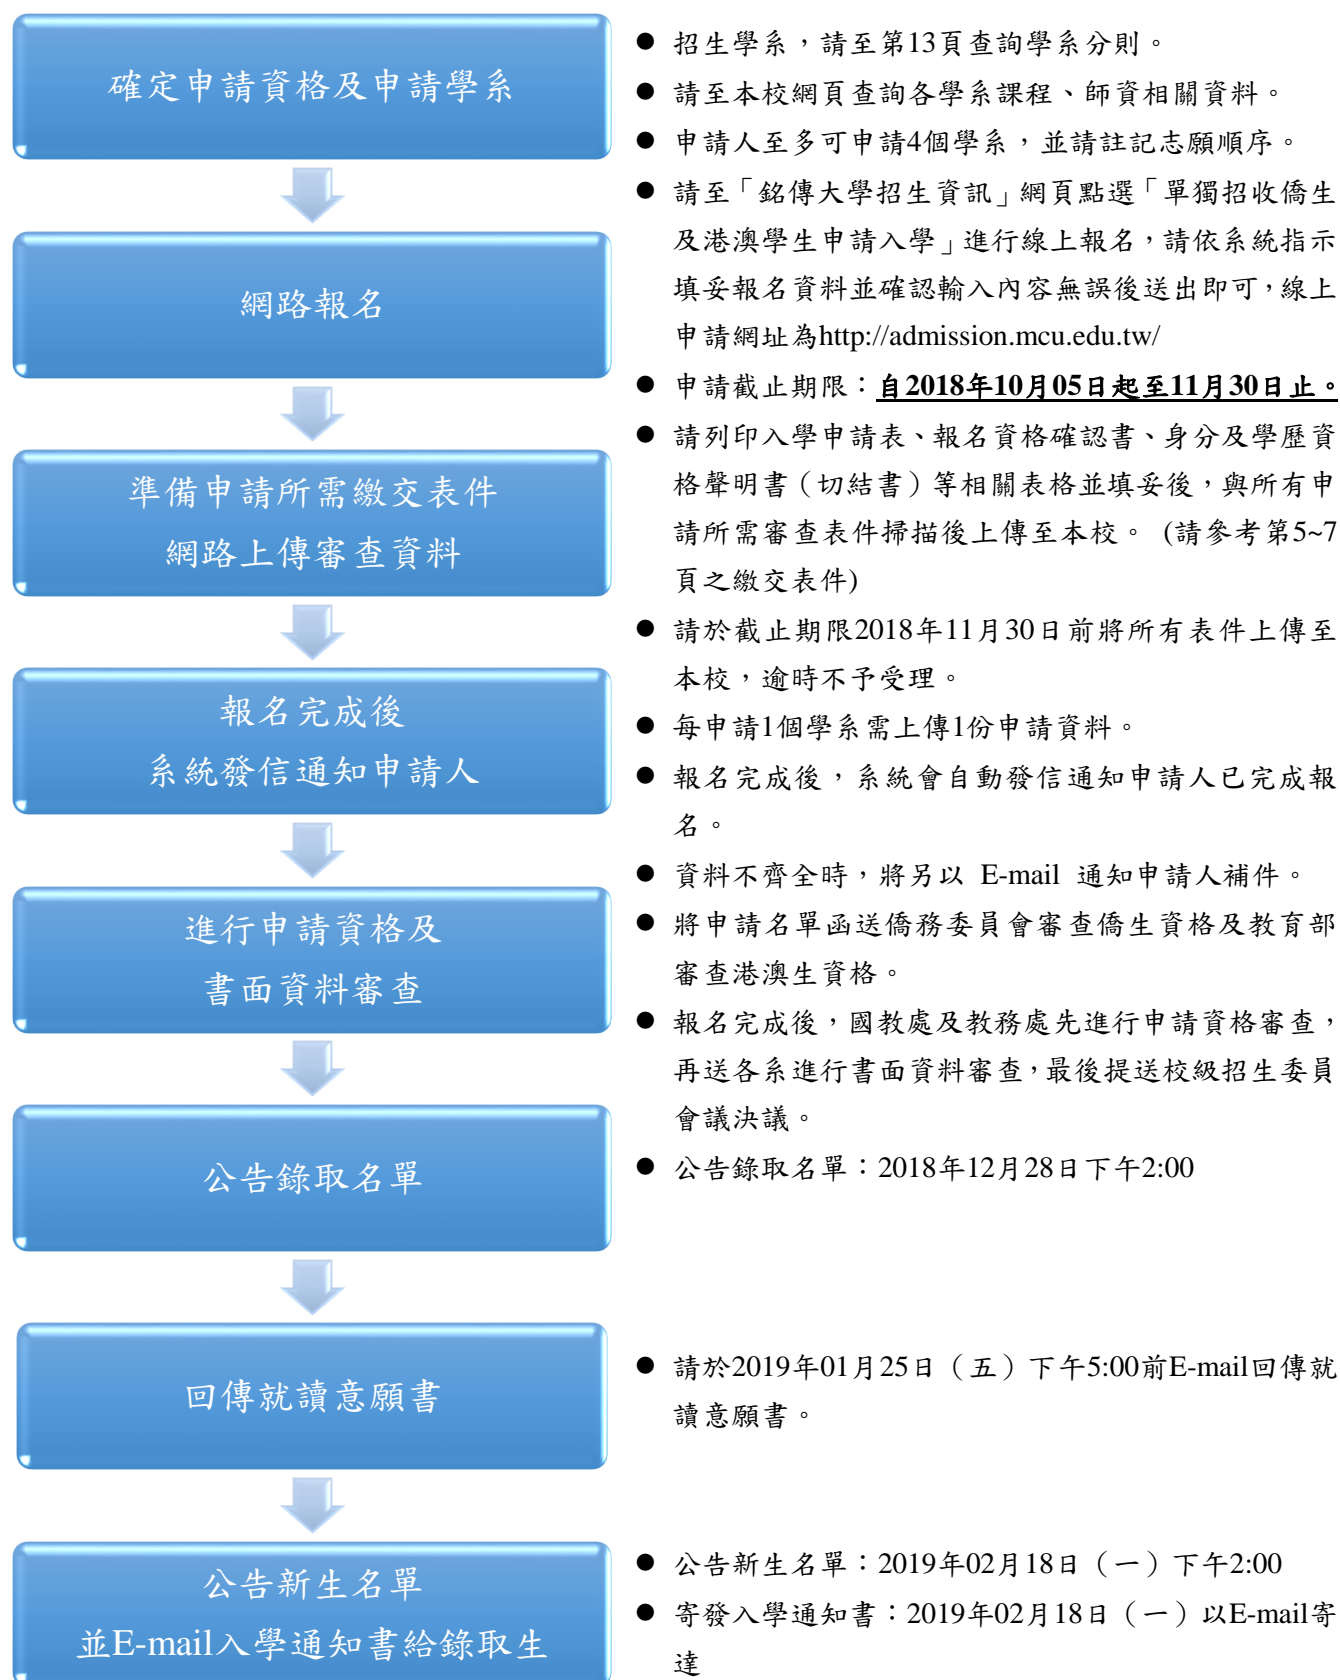 確定申請資格及申請學系
網路報名
準備申請所需繳交表件
網路上傳審查資料
報名完成後
系統發信通知申請人
進行申請資格及
書面資料審查
公告錄取名單
回傳就讀意願書
公告新生名單
並E-mail入學通知書給錄取生
● 招生學系，請至第13頁查詢學系分則。
● 請至本校網頁查詢各學系課程、師資相關資料。
● 申請人至多可申請4個學系，並請註記志願順序。
● 請至「銘傳大學招生資訊」網頁點選「單獨招收僑生
及港澳學生申請入學」進行線上報名，請依系統指示
填妥報名資料並確認輸入內容無誤後送出即可，線上
申請網址為http://admission.mcu.edu.tw/
● 申請截止期限：自2018年10月05日起至11月30日止。
● 請列印入學申請表、報名資格確認書、身分及學歷資
格聲明書（切結書）等相關表格並填妥後，與所有申
請所需審查表件掃描後上傳至本校。 (請參考第5~7
頁之繳交表件)
● 請於截止期限2018年11月30日前將所有表件上傳至
本校，逾時不予受理。
● 每申請1個學系需上傳1份申請資料。
● 報名完成後，系統會自動發信通知申請人已完成報
名。
● 資料不齊全時，將另以 E-mail 通知申請人補件。
● 將申請名單函送僑務委員會審查僑生資格及教育部
審查港澳生資格。
● 報名完成後，國教處及教務處先進行申請資格審查，
再送各系進行書面資料審查，最後提送校級招生委員
會議決議。
● 公告錄取名單：2018年12月28日下午2:00
● 請於2019年01月25日（五）下午5:00前E-mail回傳就
讀意願書。
● 公告新生名單：2019年02月18日（一）下午2:00
● 寄發入學通知書：2019年02月18日（一）以E-mail寄
達